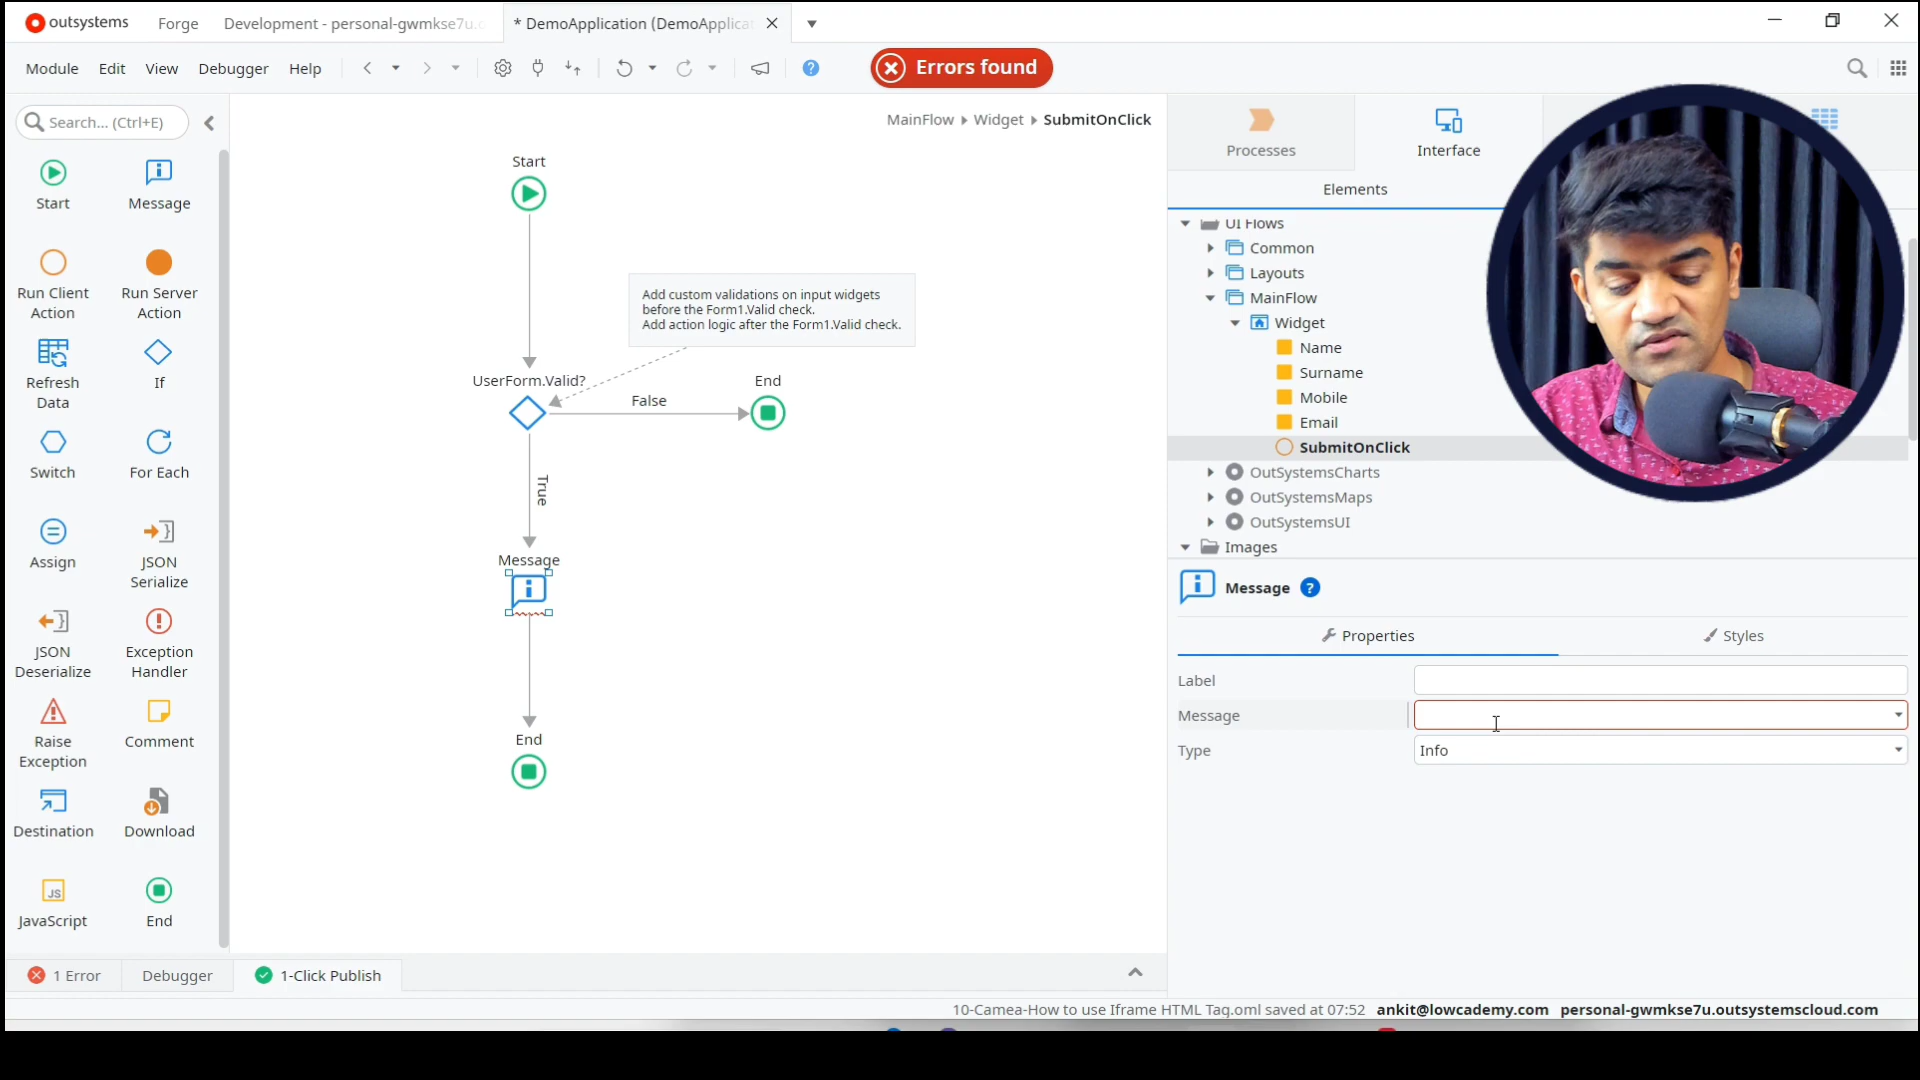 outsystems
Forge
Development - personal-gwmkse7u.o
* DemoApplication (DemoApplicat
Module
Edit
View
Debugger
Help
Errors found
Search... (Ctrl+E)
Start
Message
Run Client
Action
Run Server
Action
Refresh
Data
If
Switch
For Each
Assign
JSON
Serialize
JSON
Deserialize
Exception
Handler
Raise
Exception
Comment
Destination
Download
JS
JavaScript
End
MainFlow
Widget
SubmitOnClick
Start
Add custom validations on input widgets
before the Form1.Valid check.
Add action logic after the Form1.Valid check.
UserForm.Valid?
False
End
True
Message
End
Processes
Interface
Elements
UI Flows
Common
Layouts
MainFlow
Widget
Name
Surname
Mobile
Email
SubmitOnClick
OutSystemsCharts
OutSystemsMaps
OutSystemsUI
Images
Message
Properties
Styles
Label
Message
Type
Info
1 Error
Debugger
1-Click Publish
10-Camea-How to use Iframe HTML Tag.oml saved at 07:52
ankit@lowcademy.com
personal-gwmkse7u.outsystemscloud.com